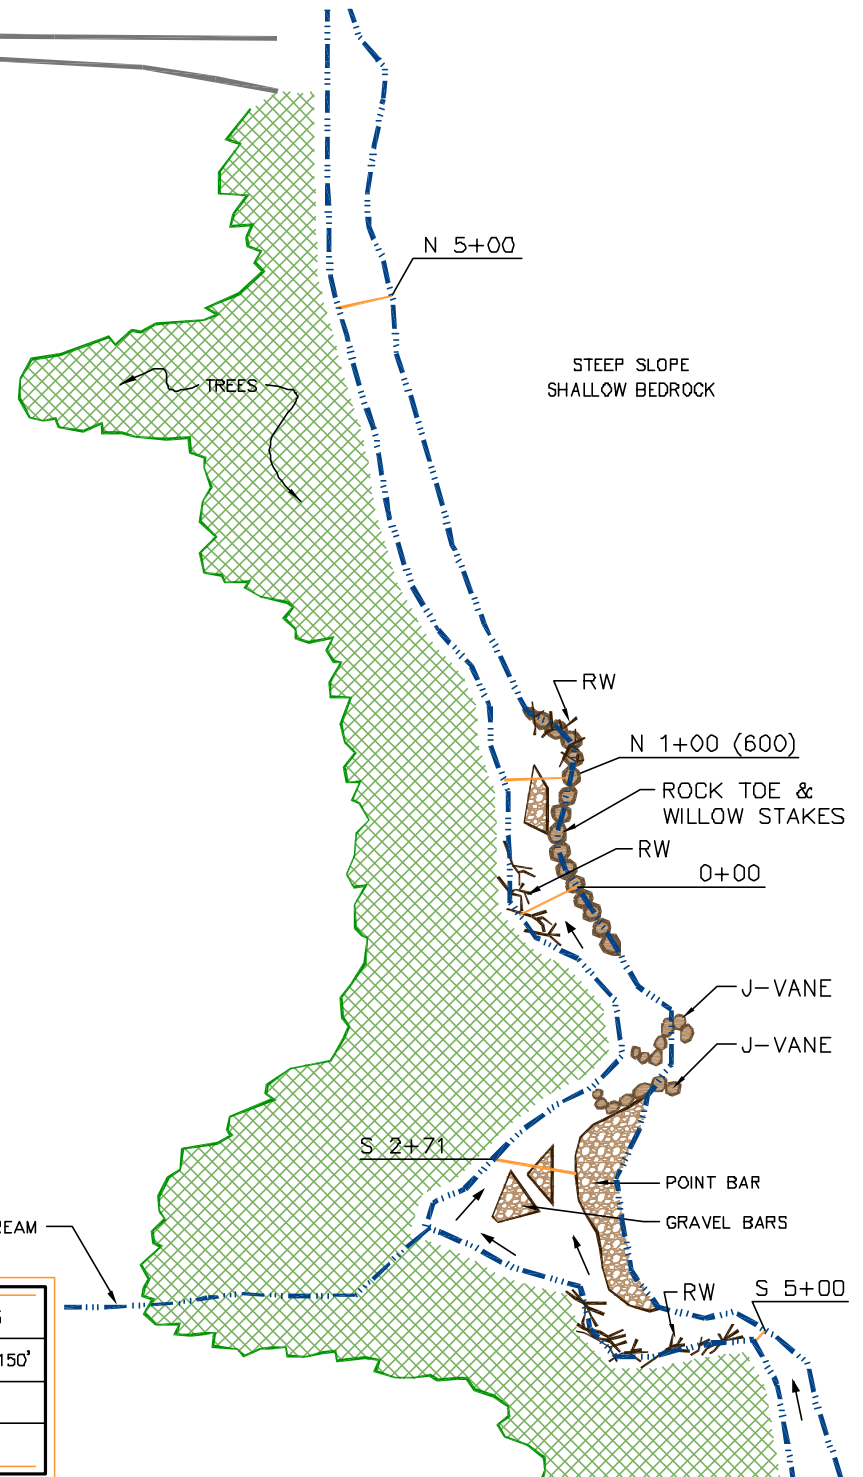 N 5+00
STEEP SLOPE
SHALLOW BEDROCK
TREES
RW
N 1+00 (600)
ROCK TOE &
WILLOW STAKES
RW
0+00
J-VANE
J-VANE
S 2+71
POINT BAR
GRAVEL BARS
RW
S 5+00
150'